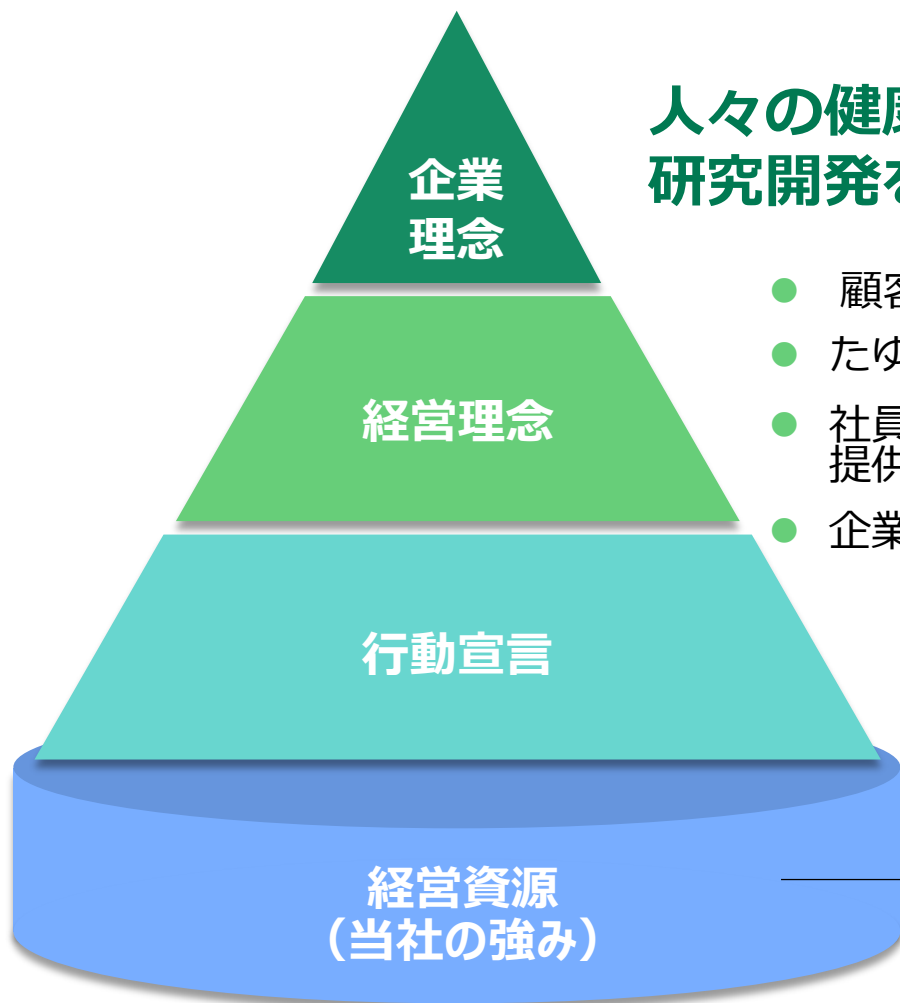 企業
理念
人々の健
研究開発
経営理念
顧
たゆ
社員
提供
企業
行動宣言
経営資源
（当社の強み）